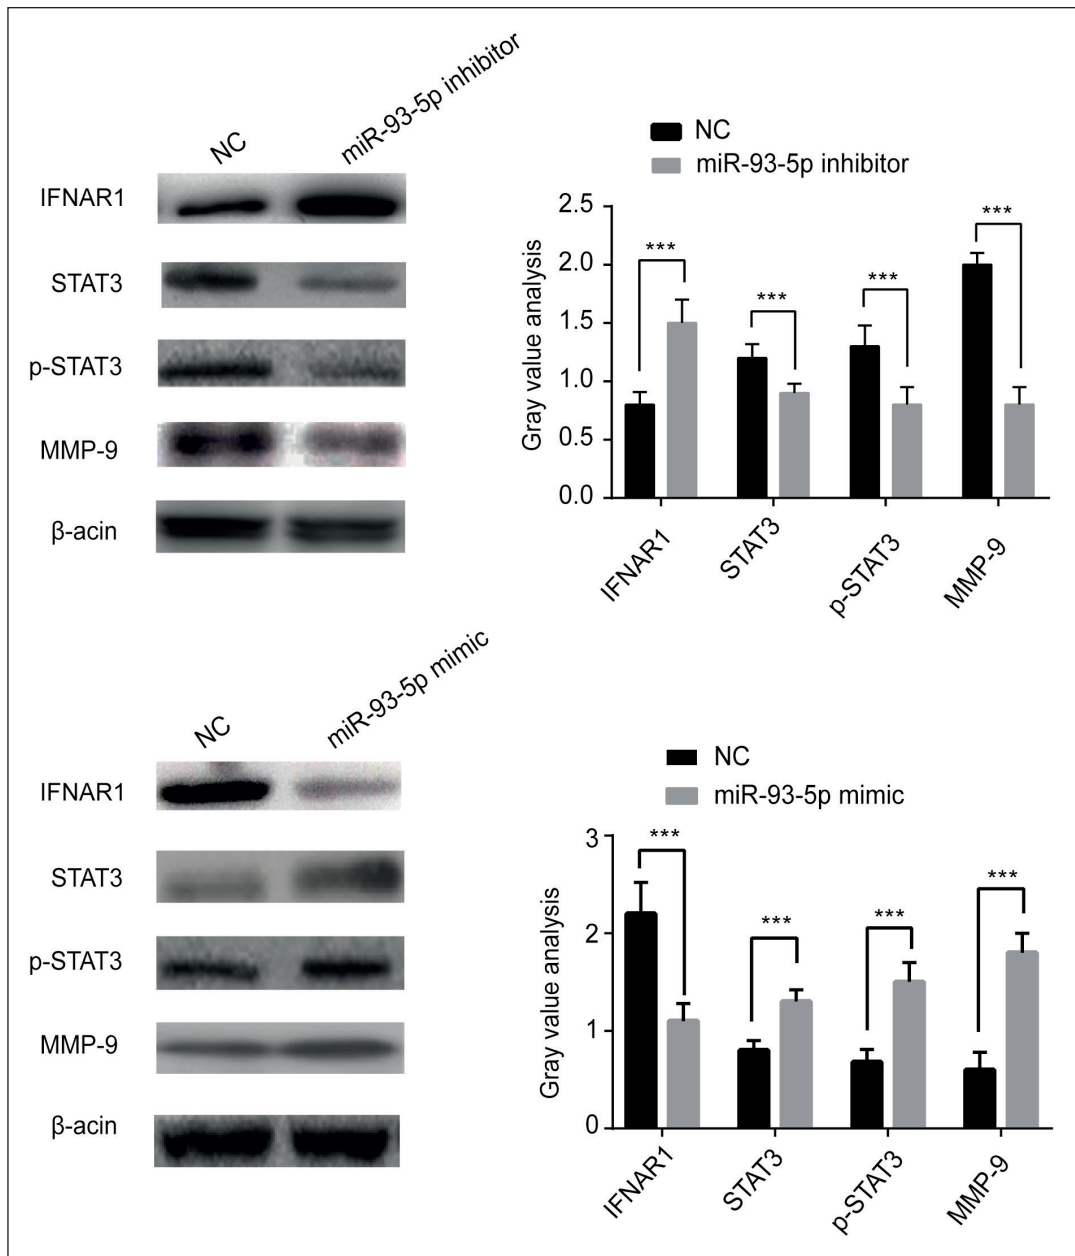 NC
miR-93-5p inhibitor
IFNAR1
STAT3
p-STAT3
MMP-9
β-acin
NC
miR-93-5p inhibitor
Gray value analysis
2.5
2.0
1.5
1.0
0.5
0.0
***
***
***
***
IFNAR1
STAT3
p-STAT3
MMP-9
NC
miR-93-5p mimic
IFNAR1
STAT3
p-STAT3
MMP-9
β-acin
NC
miR-93-5p mimic
Gray value analysis
3
2
1
0
***
***
***
***
IFNAR1
STAT3
p-STAT3
MMP-9